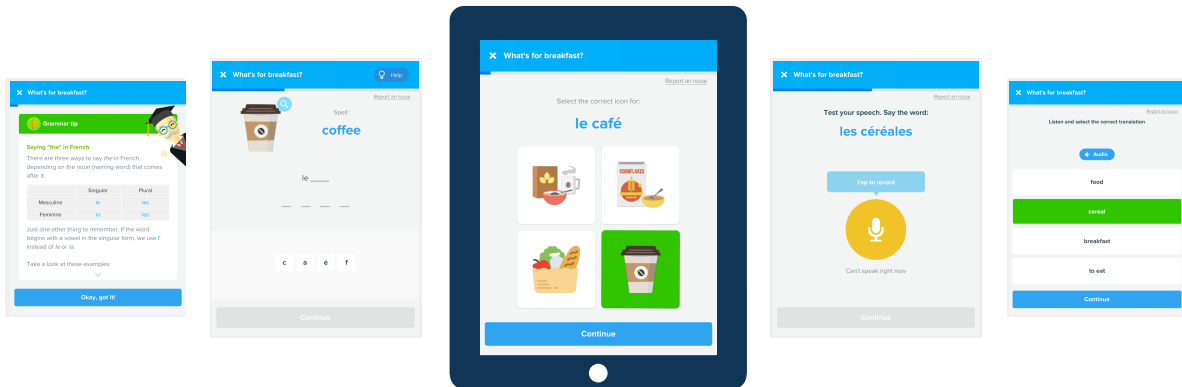 What's for breakfast?
Grammar tip
Saying "the" in French
There are three ways to say the in French,
depending on the noun (naming word) that comes
after it.
Singular Plural
Masculine le les
Feminine la les
Just one other thing to remember. If the word
begins with a vowel in the singular form, we use l'
instead of le or la.
Take a look at these examples:
Okay, got it!
What's for breakfast?
Help
Report an issue
Spell:
coffee
le ____
c a é f
Continue
What's for breakfast?
Report an issue
Select the correct icon for:
le café
FORNFLAKES
Continue
What's for breakfast?
Report an issue
Test your speech. Say the word:
les céréales
Tap to record
Can't speak right now
Continue
What's for breakfast?
Report an issue
Listen and select the correct translation
Audio
food
cereal
breakfast
to eat
Continue